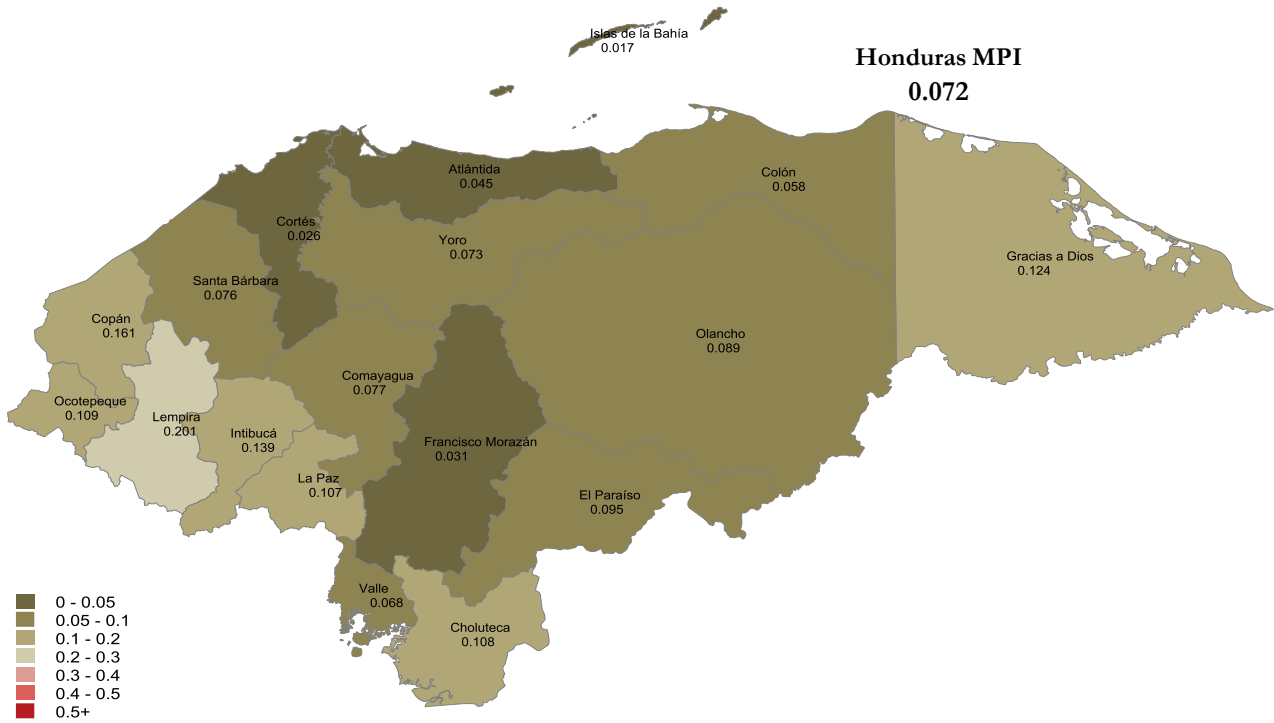 Islas de la Bahía
0.017
Honduras MPI
0.072
Atlántida
0.045
Colón
0.058
Cortés
0.026
Yoro
0.073
Gracias a Dios
0.124
Santa Bárbara
0.076
Copán
0.161
Olancho
0.089
Comayagua
0.077
Ocotepeque
0.109
Lempira
0.201
Intibucá
0.139
Francisco Morazán
0.031
La Paz
0.107
El Paraíso
0.095
Valle
0.068
Choluteca
0.108
0 - 0.05
0.05 - 0.1
0.1 - 0.2
0.2 - 0.3
0.3 - 0.4
0.4 - 0.5
0.5+